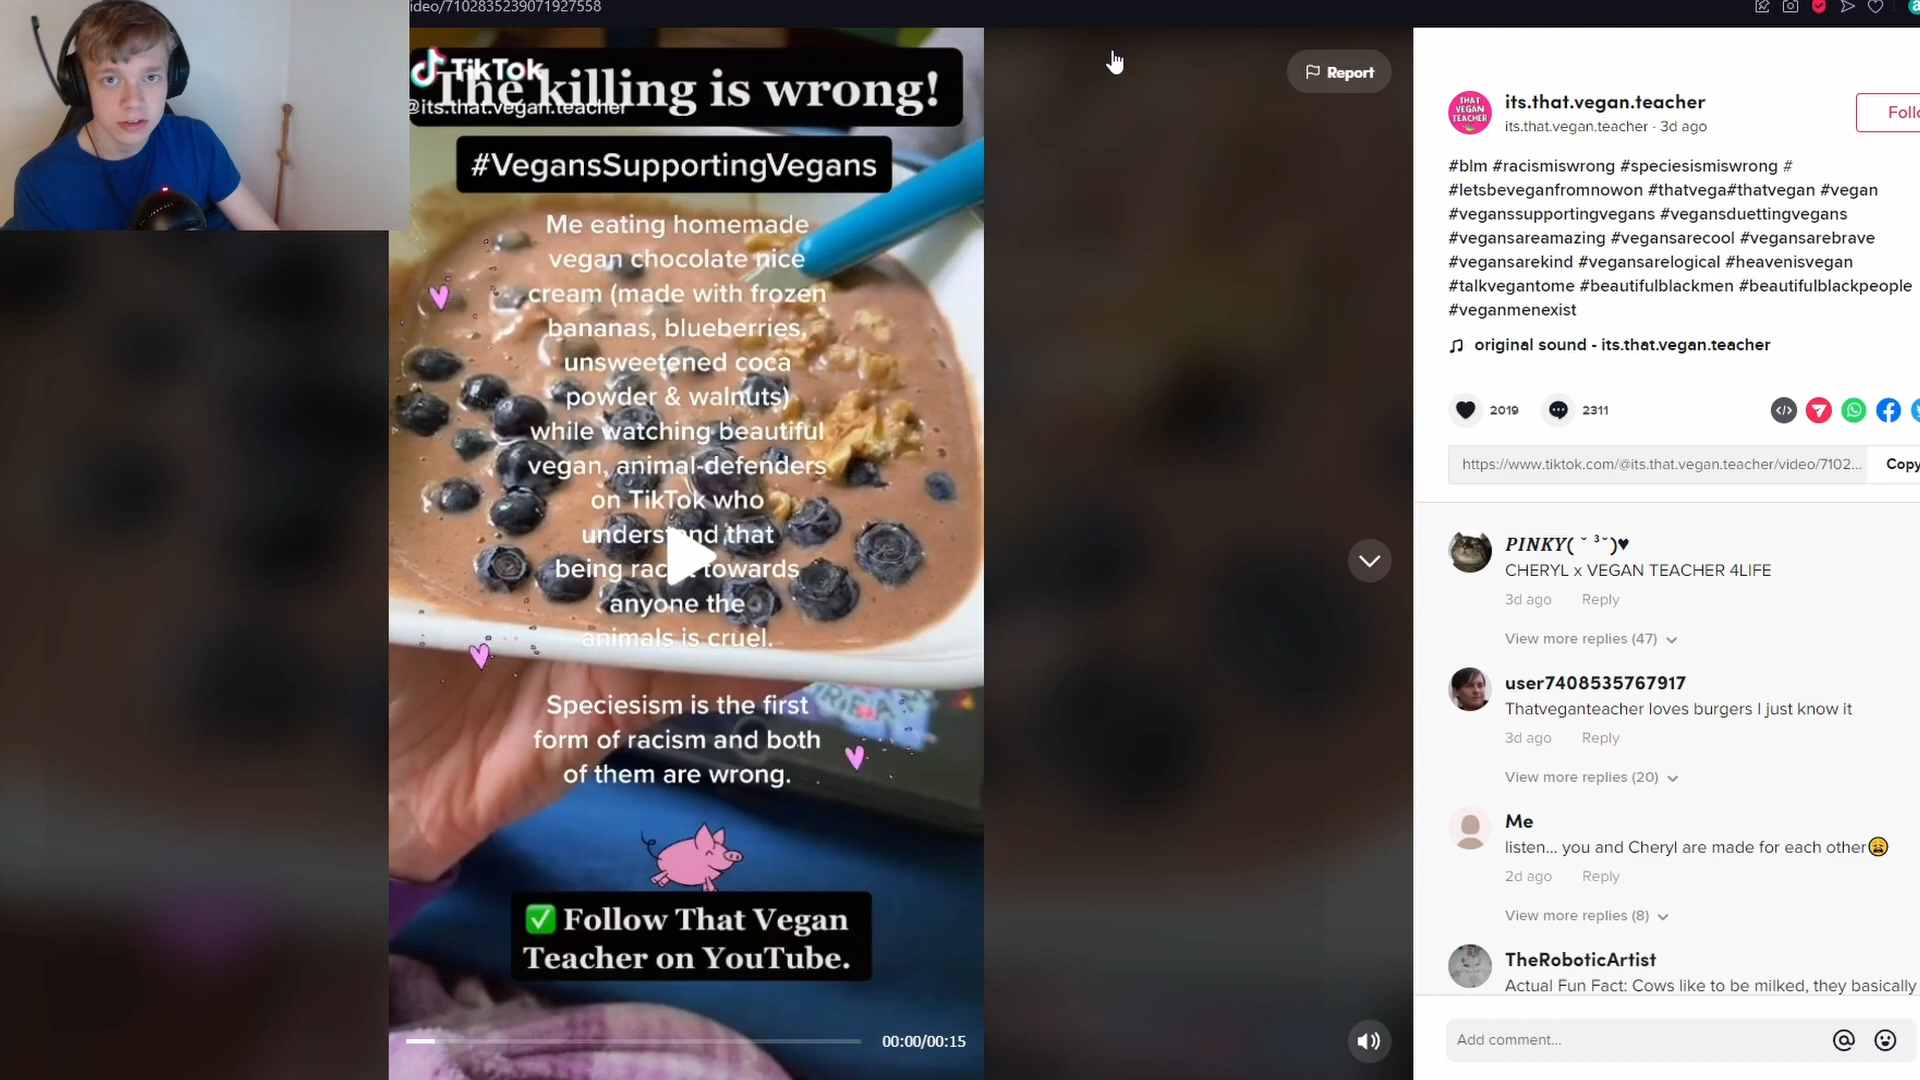 ideo/7102835239071927558
TikTok
@its.that.vegan.teacher
The killing is wrong!
#VegansSupportingVegans
Me eating homemade
vegan chocolate nice
cream (made with frozen
bananas, blueberries,
unsweetened coca
powder & walnuts)
while watching beautiful
vegan, animal-defenders
on TikTok who
understand that
being racist towards
anyone the
animals is cruel.
Speciesism is the first
form of racism and both
of them are wrong.
✅ Follow That Vegan
Teacher on YouTube.
00:00/00:15
Report
THAT
VEGAN
TEACHER
its.that.vegan.teacher
its.that.vegan.teacher · 3d ago
Follo
#blm #racismiswrong #speciesismiswrong #
#letsbeveganfromnowon #thatvega#thatvegan #vegan
#veganssupportingvegans #vegansduettingvegans
#vegansareamazing #vegansarecool #vegansarebrave
#vegansarekind #vegansarelogical #heavenisvegan
#talkvegantome #beautifulblackmen #beautifulblackpeople
#veganmenexist
original sound - its.that.vegan.teacher
2019 2311
https://www.tiktok.com/@its.that.vegan.teacher/video/7102... Copy
PINKY( ˘ ³˘)♥
CHERYL x VEGAN TEACHER 4LIFE
3d ago Reply
View more replies (47)
user7408535767917
Thatveganteacher loves burgers I just know it
3d ago Reply
View more replies (20)
Me
listen... you and Cheryl are made for each other😩
2d ago Reply
View more replies (8)
TheRoboticArtist
Actual Fun Fact: Cows like to be milked, they basically
Add comment...